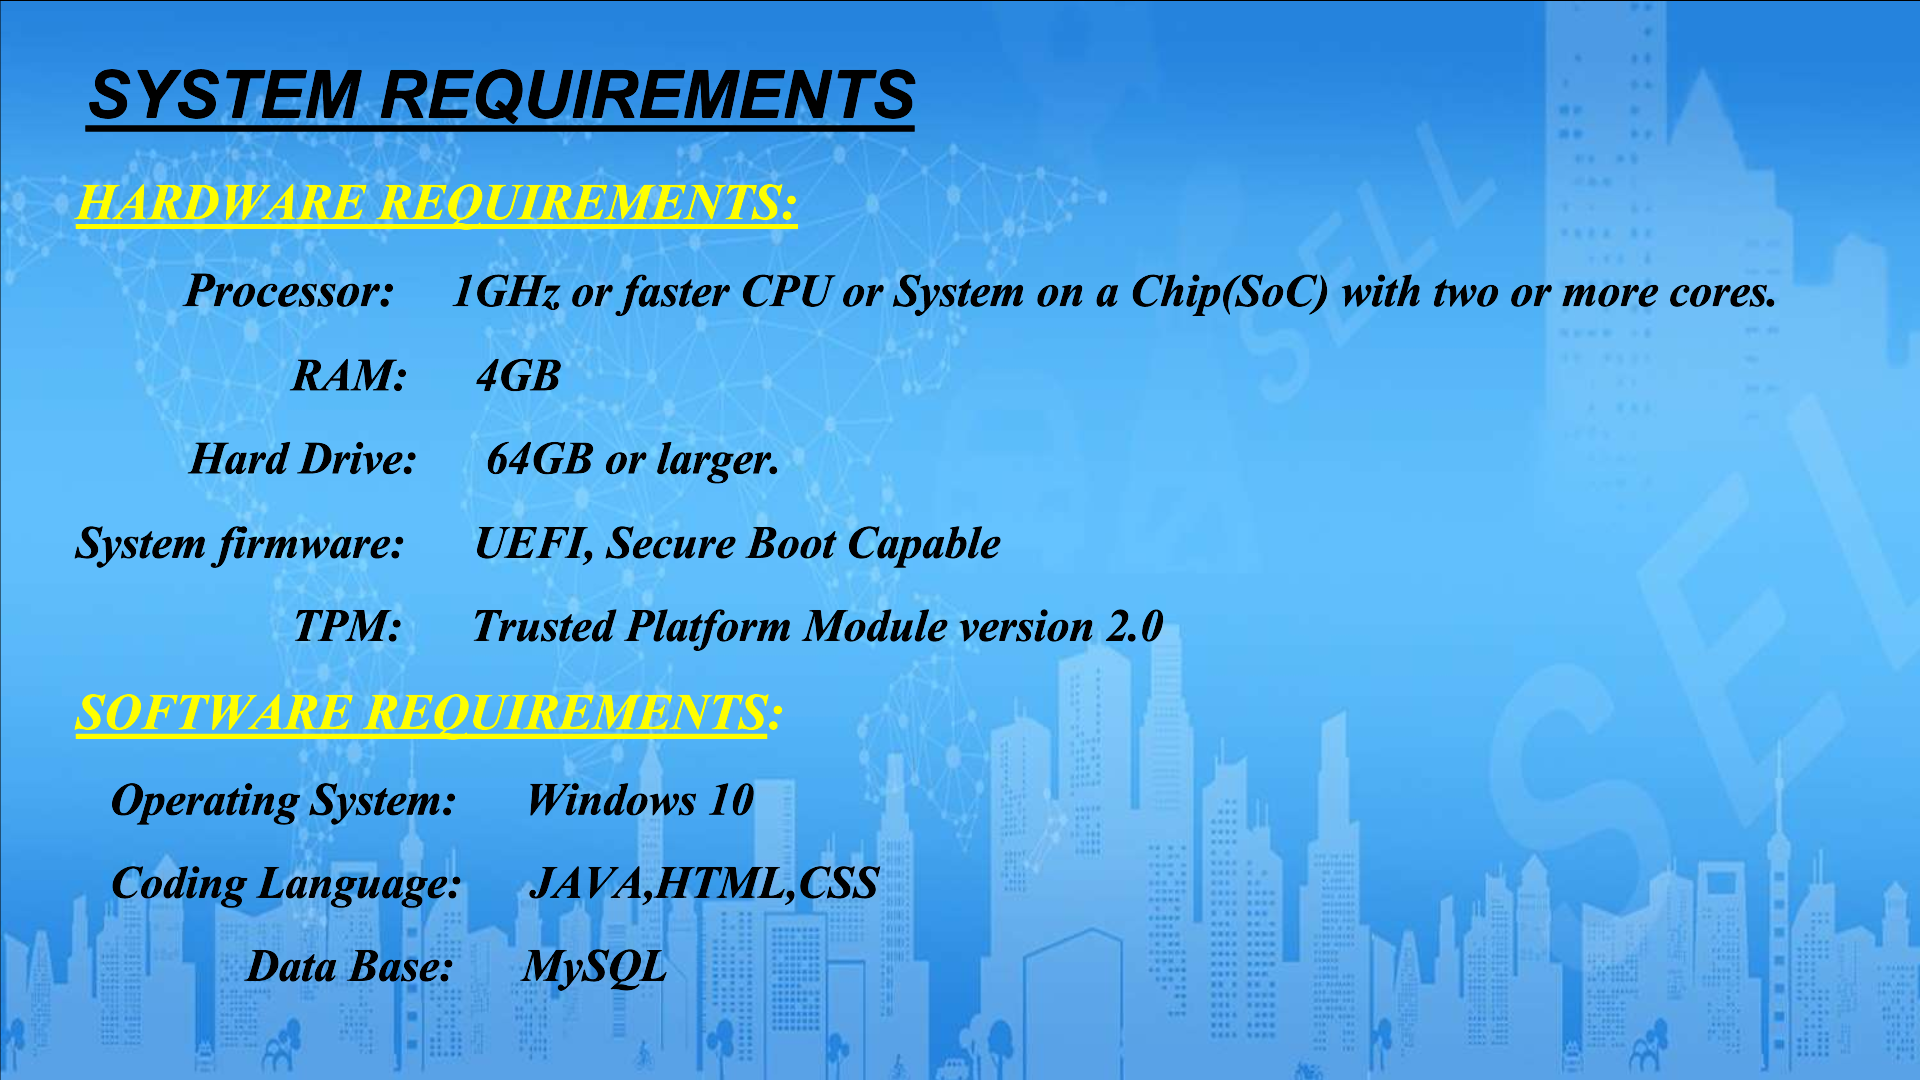 SYSTEM REQUIREMENTS
HARDWARE REQUIREMENTS:
Processor: 1GHz or faster CPU or System on a Chip(SoC) with two or more cores.
RAM: 4GB
Hard Drive: 64GB or larger.
System firmware: UEFI, Secure Boot Capable
TPM: Trusted Platform Module version 2.0
SOFTWARE REQUIREMENTS:
Operating System: Windows 10
Coding Language: JAVA,HTML,CSS
Data Base: MySQL
SELL
SEL